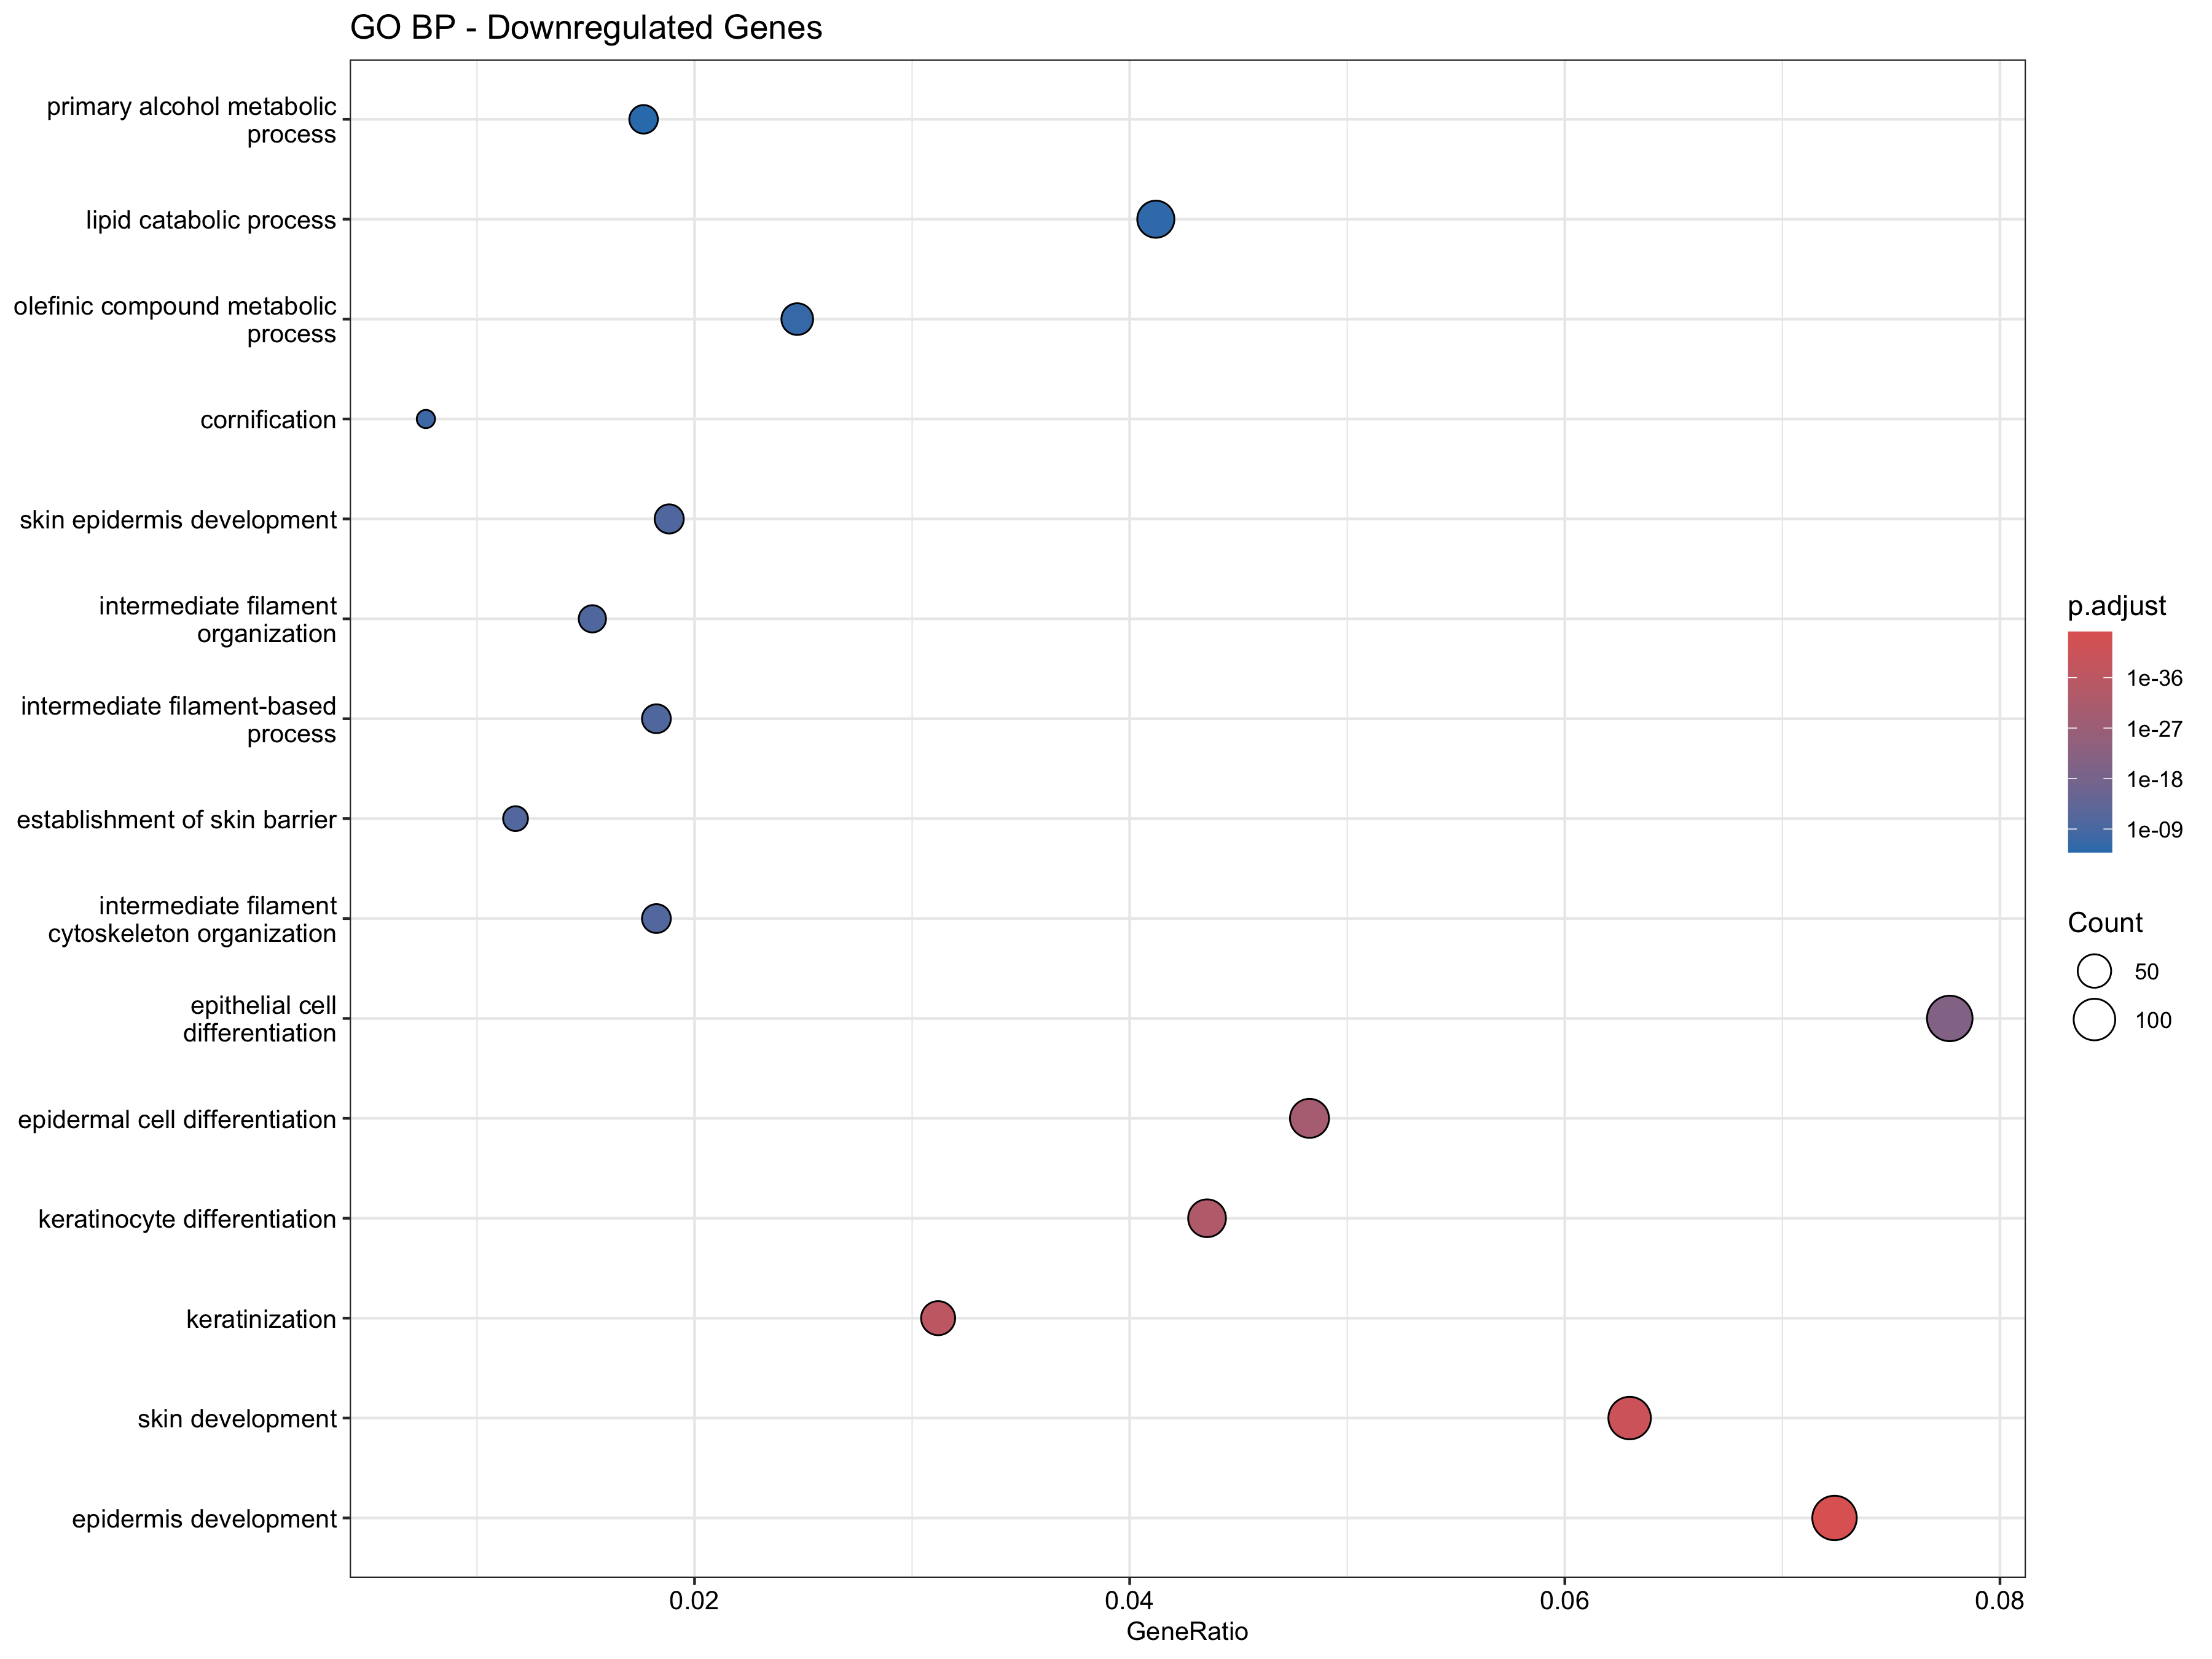 GO BP - Downregulated Genes
primary alcohol metabolic
process
lipid catabolic process
olefinic compound metabolic
process
cornification
skin epidermis development
intermediate filament
organization
intermediate filament-based
process
establishment of skin barrier
intermediate filament
cytoskeleton organization
epithelial cell
differentiation
epidermal cell differentiation
keratinocyte differentiation
keratinization
skin development
epidermis development
0.02
0.04
0.06
0.08
GeneRatio
p.adjust
1e-36
1e-27
1e-18
1e-09
Count
50
100